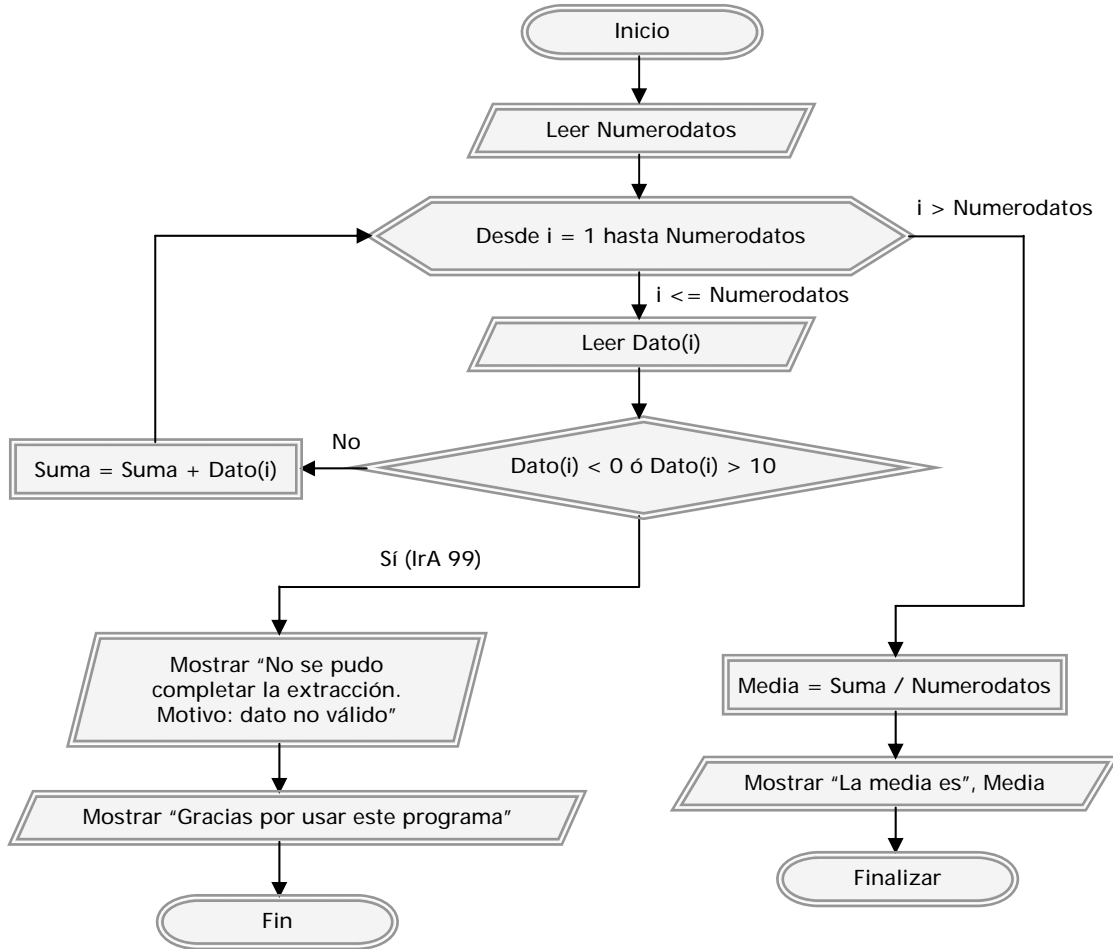 Inicio
Leer Numerodatos
i > Numerodatos
Desde i = 1 hasta Numerodatos
i <= Numerodatos
Leer Dato(i)
No
Dato(i) < 0 ó Dato(i) > 10
Suma = Suma + Dato(i)
Sí (IrA 99)
Mostrar “No se pudo
completar la extracción.
Motivo: dato no válido”
Media = Suma / Numerodatos
Mostrar “La media es”, Media
Mostrar “Gracias por usar este programa”
Finalizar
Fin